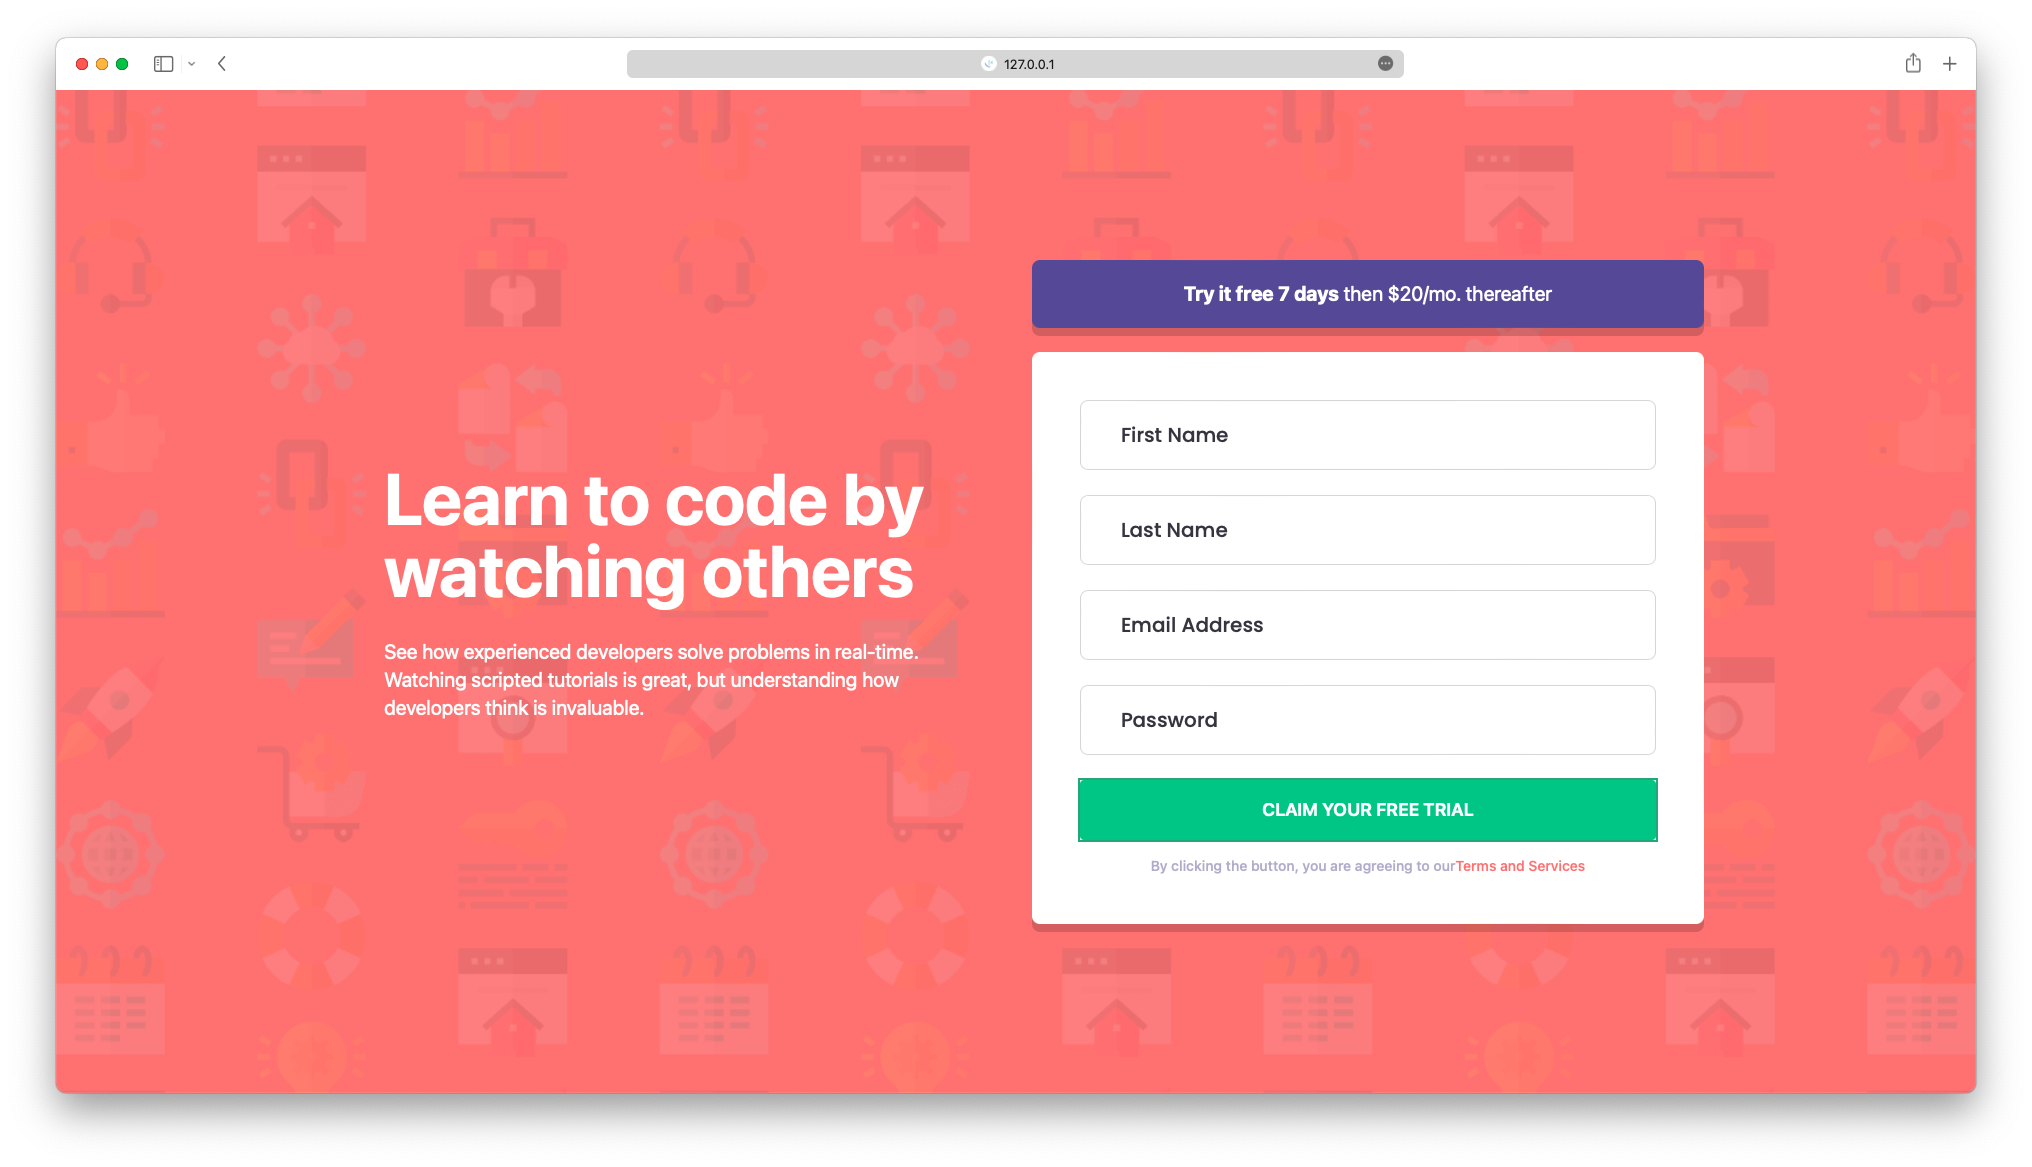 127.0.0.1
Try it free 7 days then $20/mo. thereafter
Learn to code by
watching others
See how experienced developers solve problems in real-time.
Watching scripted tutorials is great, but understanding how
developers think is invaluable.
First Name
Last Name
Email Address
Password
CLAIM YOUR FREE TRIAL
By clicking the button, you are agreeing to ourTerms and Services